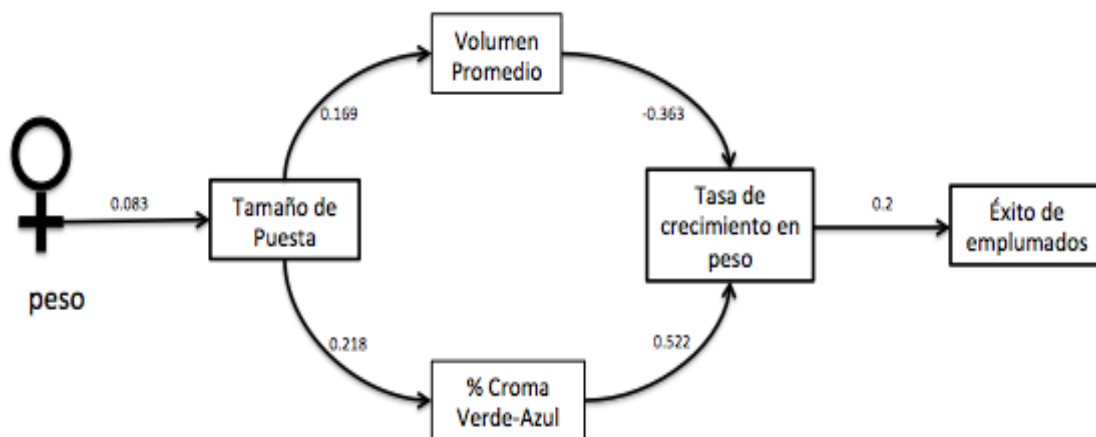 Volumen
Promedio
0.169
-0.363
0.083
Tamaño de
Puesta
Tasa de
crecimiento en
peso
0.2
Éxito de
emplumados
peso
0.218
0.522
% Croma
Verde-Azul